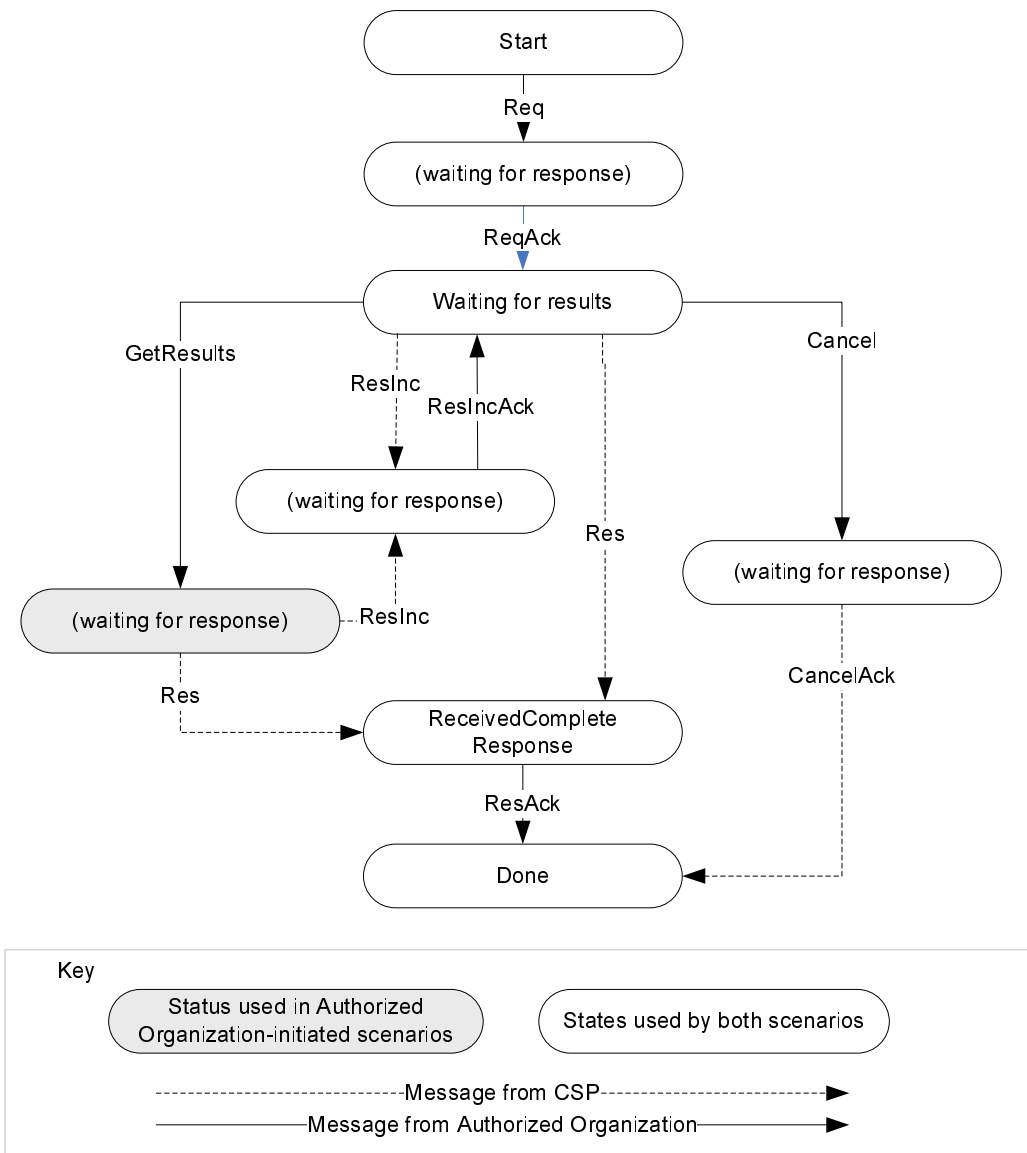 Start
Req
(waiting for response)
ReqAck
Waiting for results
GetResults
Cancel
ResInc
ResIncAck
(waiting for response)
Res
(waiting for response)
(waiting for response)
ResInc
CancelAck
Res
ReceivedComplete
Response
ResAck
Done
Key
Status used in Authorized
Organization-initiated scenarios
States used by both scenarios
Message from CSP
Message from Authorized Organization